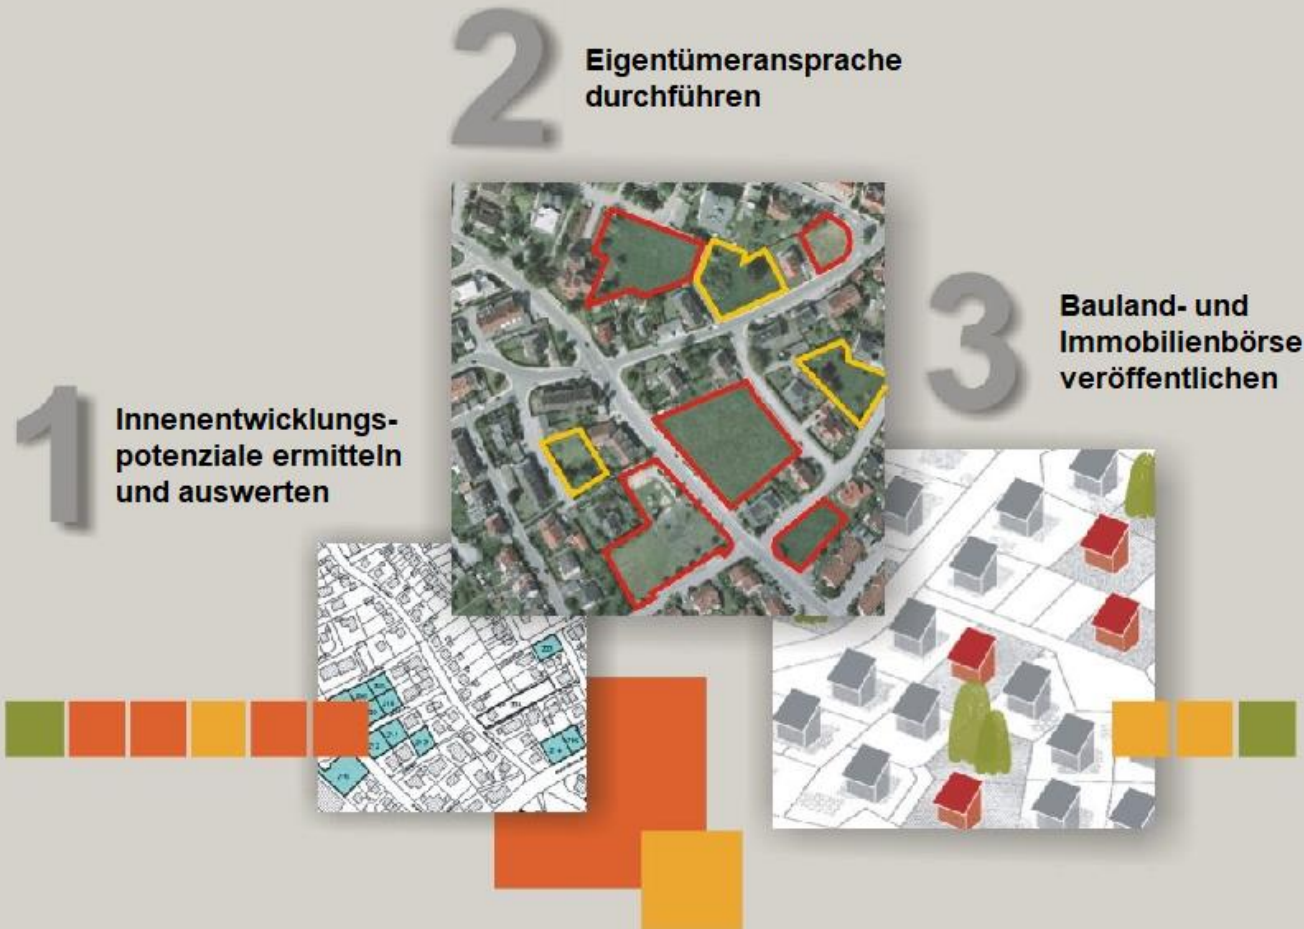 1
Innenentwicklungs-
potenziale ermitteln
und auswerten
2
Eigentümeransprache
durchführen
3
Bauland- und
Immobilienbörse
veröffentlichen